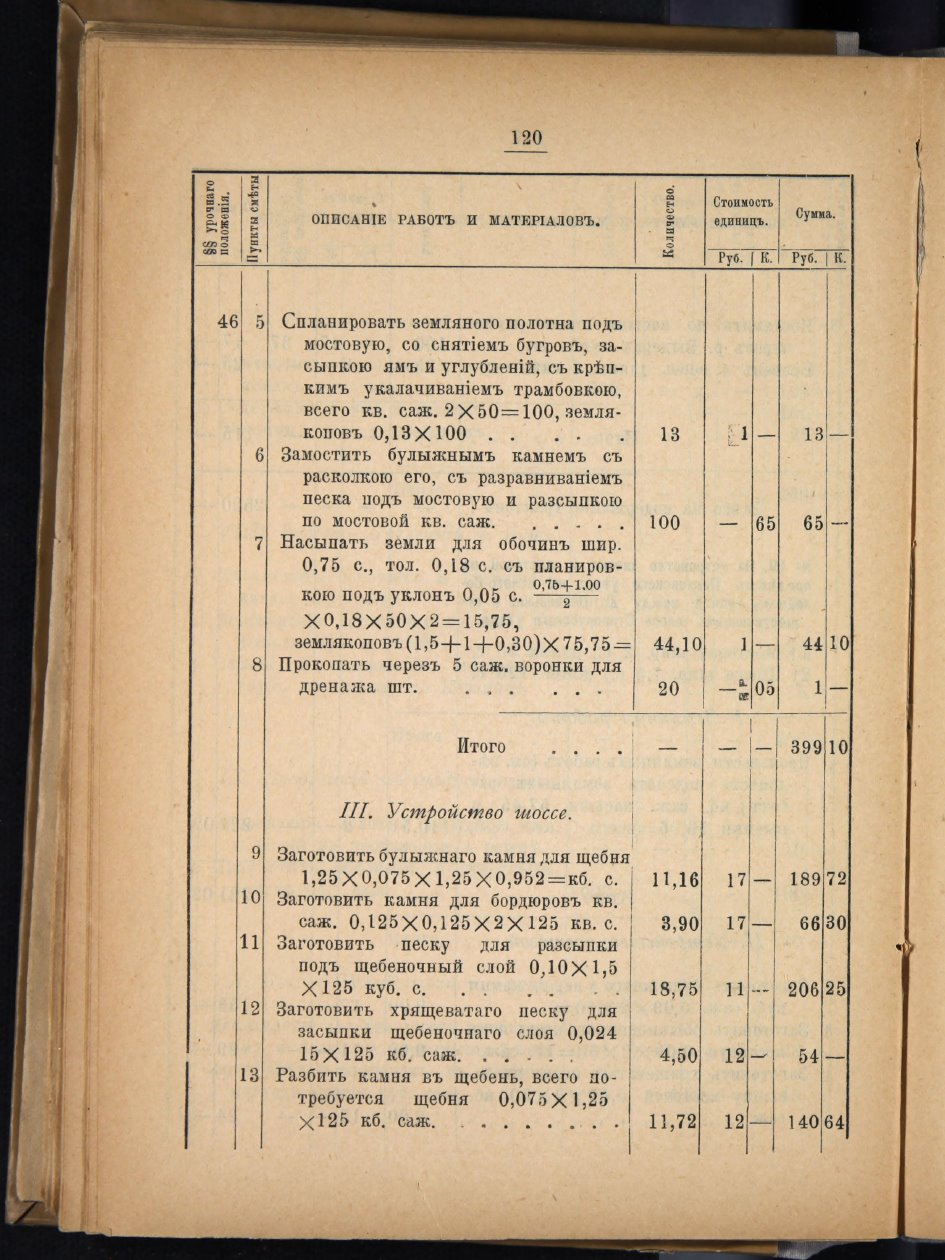 120
§§ урочнаго положенія.
Пункты смѣты
ОПИСАНІЕ РАБОТЪ И МАТЕРІАЛОВЪ.
Количество.
Стоимость единицъ.
Сумма.
Руб. К. Руб. К.
46 5 Спланировать земляного полотна подъ
мостовую, со снятіемъ бугровъ, за-
сыпкою ямъ и углубленій, съ крѣп-
кимъ укалачиваніемъ трамбовкою,
всего кв. саж. 2×50=100, земля-
коповъ 0,13×100 . . . . . 13 1 — 13 —
6 Замостить булыжнымъ камнемъ съ
расколкою его, съ разравниваніемъ
песка подъ мостовую и разсыпкою
по мостовой кв. саж. . . . . . 100 — 65 65 —
7 Насыпать земли для обочинъ шир.
0,75 с., тол. 0,18 с. съ планиров-
кою подъ уклонъ 0,05 с. 0,75+1.00/2
×0,18×50×2=15,75,
землякоповъ(1,5+1+0,30)×75,75= 44,10 1 — 44 10
8 Прокопать черезъ 5 саж. воронки для
дренажа шт. . . . . . . 20 — 05 1 —
Итого . . . . — — — 399 10
III. Устройство шоссе.
9 Заготовить булыжнаго камня для щебня
1,25×0,075×1,25×0,952=кб. с. 11,16 17 — 189 72
10 Заготовить камня для бордюровъ кв.
саж. 0,125×0,125×2×125 кв. с. 3,90 17 — 66 30
11 Заготовить песку для разсыпки
подъ щебеночный слой 0,10×1,5
×125 куб. с. . . . . . . 18,75 11 — 206 25
12 Заготовить хрящеватаго песку для
засыпки щебеночнаго слоя 0,024
15×125 кб. саж. . . . . . . 4,50 12 — 54 —
13 Разбить камня въ щебень, всего по-
требуется щебня 0,075×1,25
×125 кб. саж. . . . . . . . . 11,72 12 — 140 64